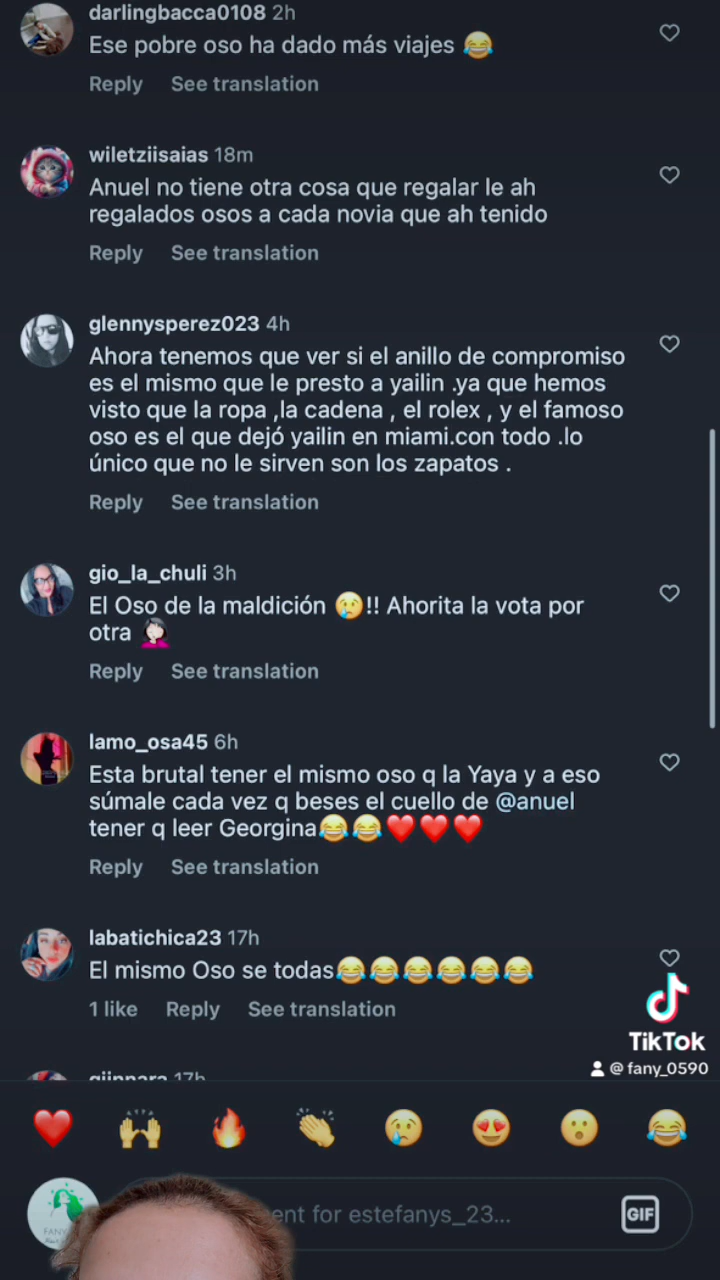 darlingbacca0108 2h
Ese pobre oso ha dado más viajes 😂
Reply See translation
wiletziisaias 18m
Anuel no tiene otra cosa que regalar le ah
regalados osos a cada novia que ah tenido
Reply See translation
glennysperez023 4h
Ahora tenemos que ver si el anillo de compromiso
es el mismo que le presto a yailin .ya que hemos
visto que la ropa ,la cadena , el rolex , y el famoso
oso es el que dejó yailin en miami.con todo .lo
único que no le sirven son los zapatos .
Reply See translation
gio_la_chuli 3h
El Oso de la maldición 😢!! Ahorita la vota por
otra 🤦🏻‍♀️
Reply See translation
lamo_osa45 6h
Esta brutal tener el mismo oso q la Yaya y a eso
súmale cada vez q beses el cuello de @anuel
tener q leer Georgina😂😂❤️❤️❤️
Reply See translation
labatichica23 17h
El mismo Oso se todas😂😂😂😂😂😂
1 like Reply See translation
TikTok
@ fany_0590
17h
for estefanys_23...
GIF
FANY